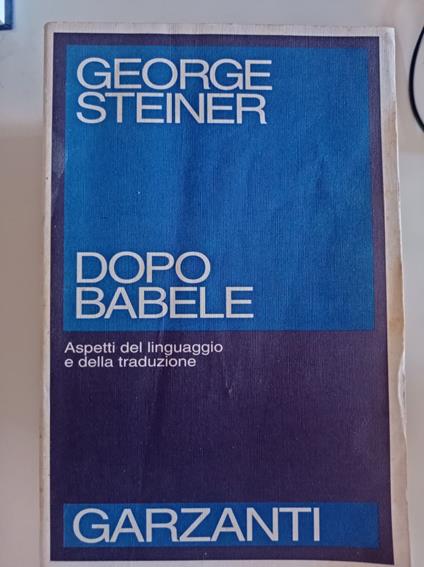 GEORGE
STEINER
DOPO
BABELE
Aspetti del linguaggio
e della traduzione
GARZANTI